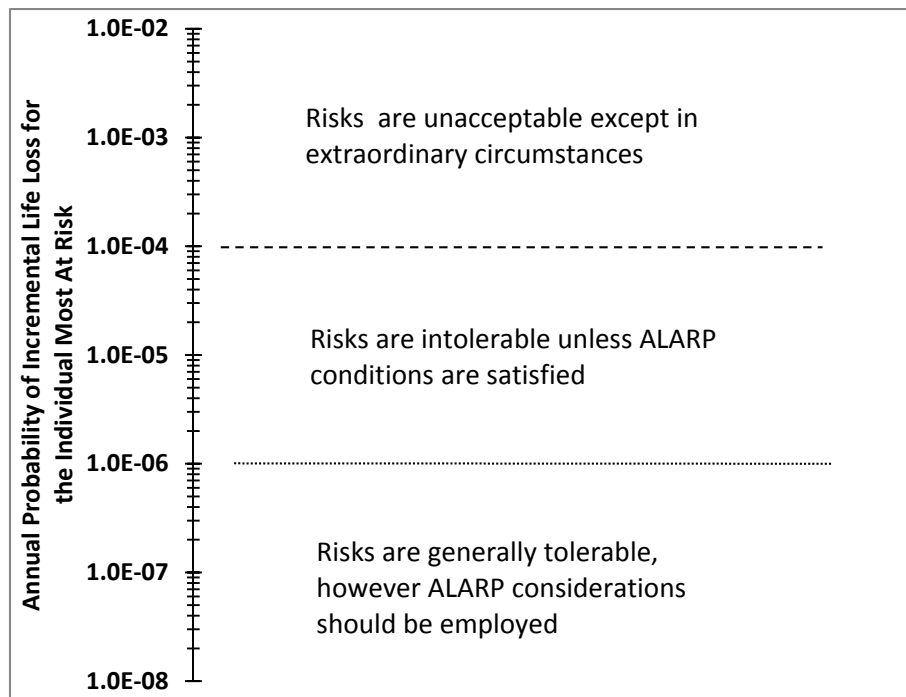 Annual Probability of Incremental Life Loss for
the Individual Most At Risk
1.0E-02
1.0E-03
1.0E-04
1.0E-05
1.0E-06
1.0E-07
1.0E-08
Risks are unacceptable except in
extraordinary circumstances
Risks are intolerable unless ALARP
conditions are satisfied
Risks are generally tolerable,
however ALARP considerations
should be employed